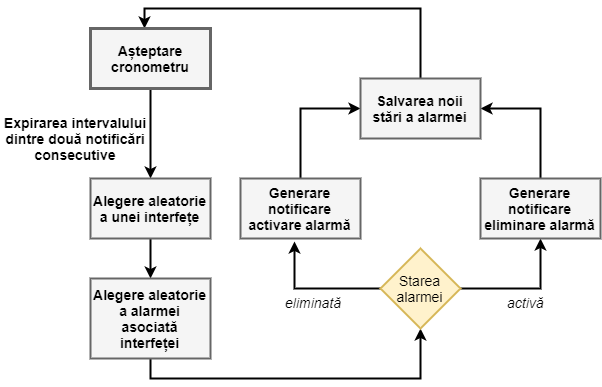 Așteptare
cronometru
Expirarea intervalului
dintre două notificări
consecutive
Alegere aleatorie
a unei interfețe
Alegere aleatorie
a alarmei
asociată
interfeței
Salvarea noii
stări a alarmei
Generare
notificare
activare alarmă
Generare
notificare
eliminare alarmă
Starea
alarmei
eliminată
activă